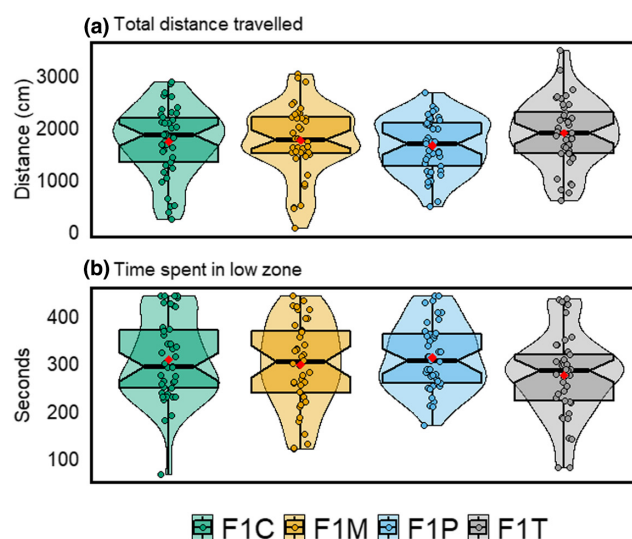 (a) Total distance travelled
Distance (cm)
3000
2000
1000
0
(b) Time spent in low zone
Seconds
400
300
200
100
F1C F1M F1P F1T